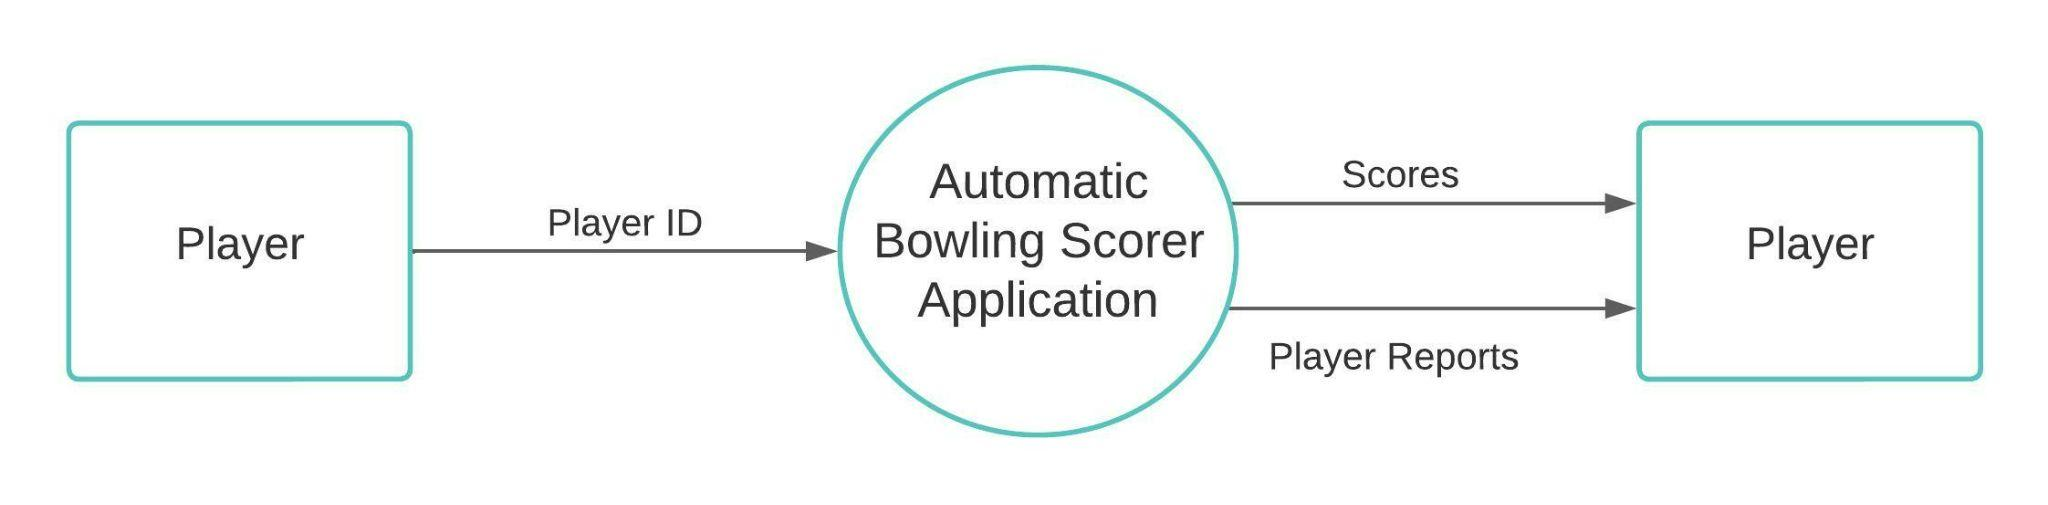 Player
Player ID
Automatic
Bowling Scorer
Application
Scores
Player Reports
Player